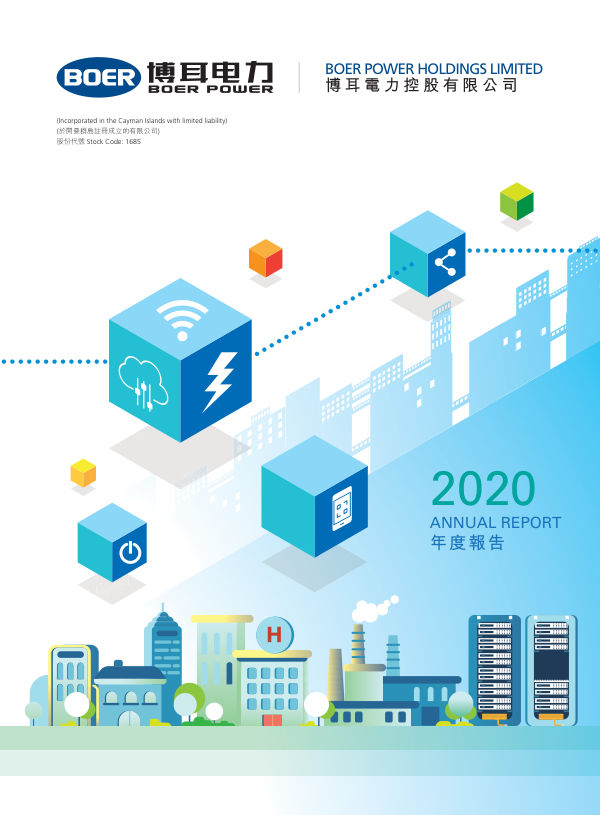 BOER 博耳电力
BOER POWER
BOER POWER HOLDINGS LIMITED
博耳電力控股有限公司
(Incorporated in the Cayman Islands with limited liability)
(於開曼群島註冊成立的有限公司)
股份代號 Stock Code: 1685
2020
ANNUAL REPORT
年度報告
H